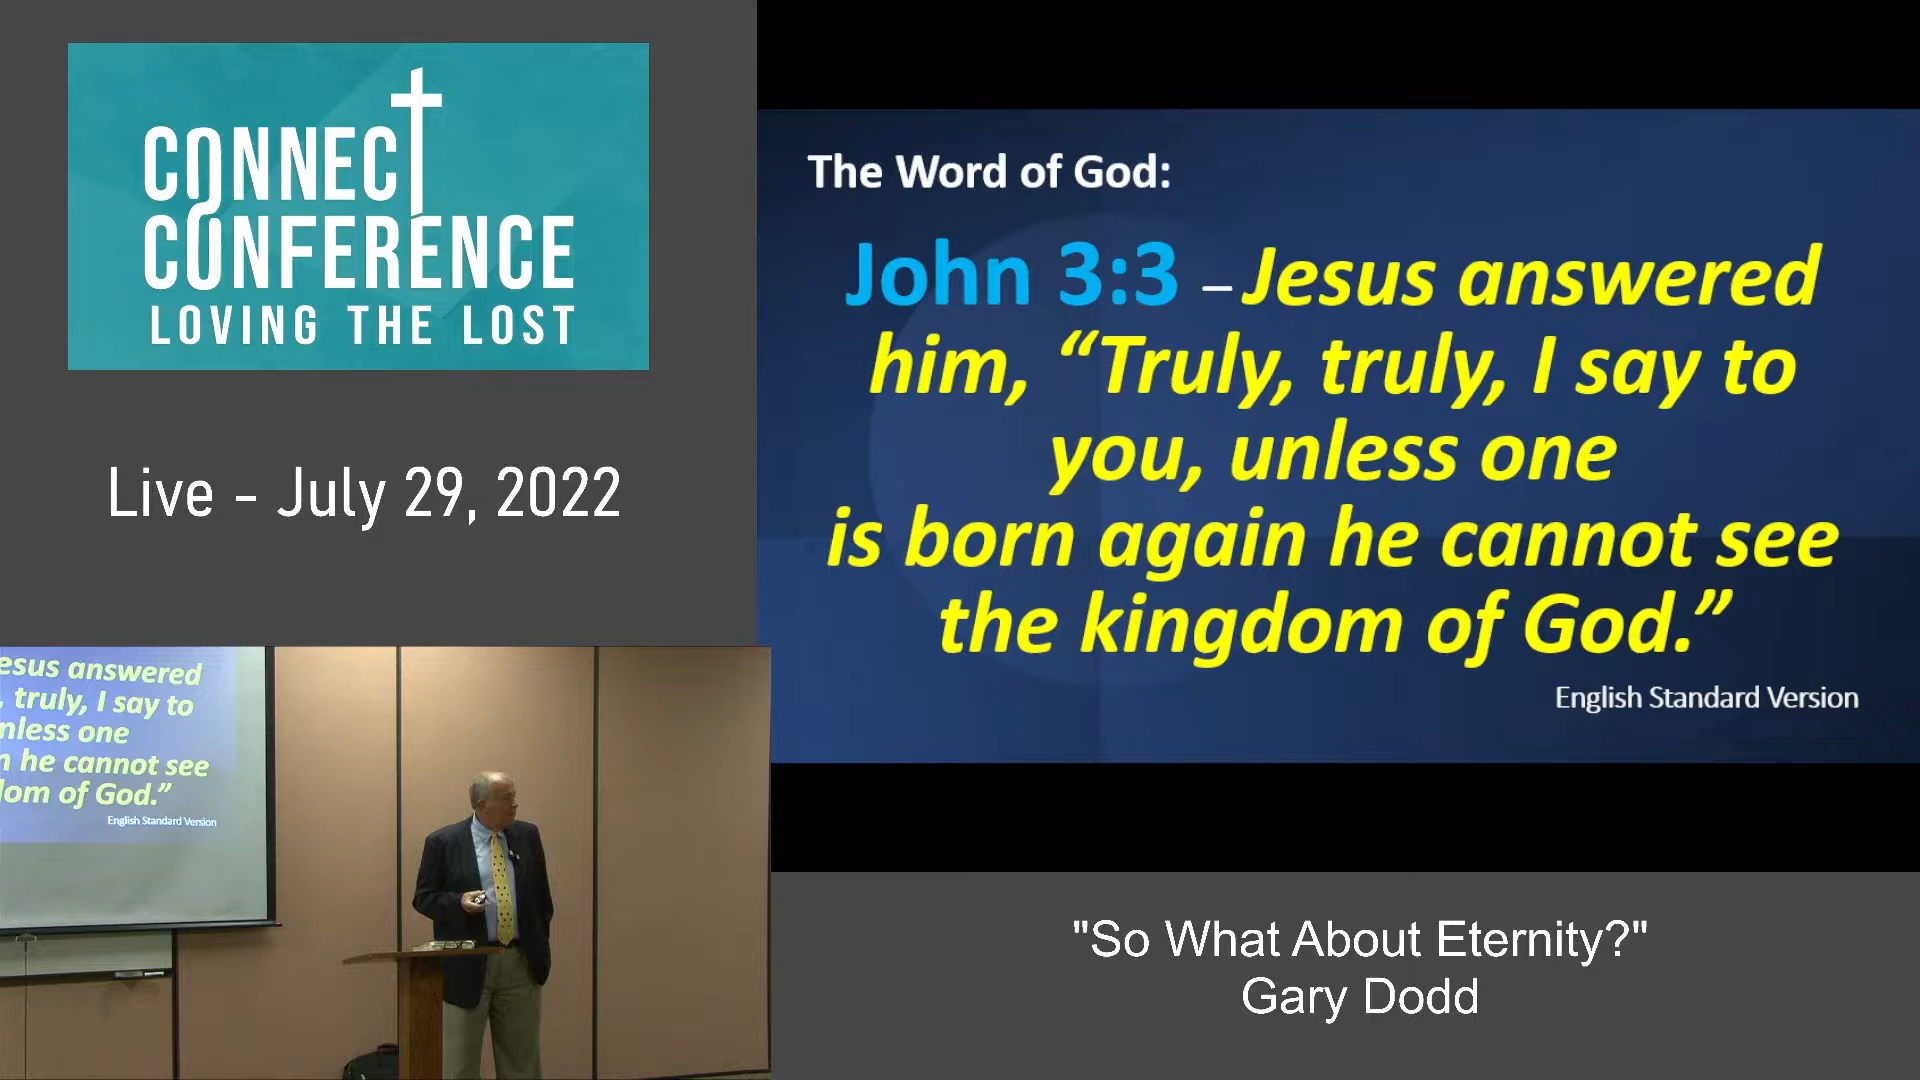 CONNECT
CONFERENCE
LOVING THE LOST
Live - July 29, 2022
The Word of God:
John 3:3 – Jesus answered
him, “Truly, truly, I say to
you, unless one
is born again he cannot see
the kingdom of God.”
English Standard Version
esus answered
, truly, I say to
nless one
n he cannot see
dom of God.”
English Standard Version
"So What About Eternity?"
Gary Dodd